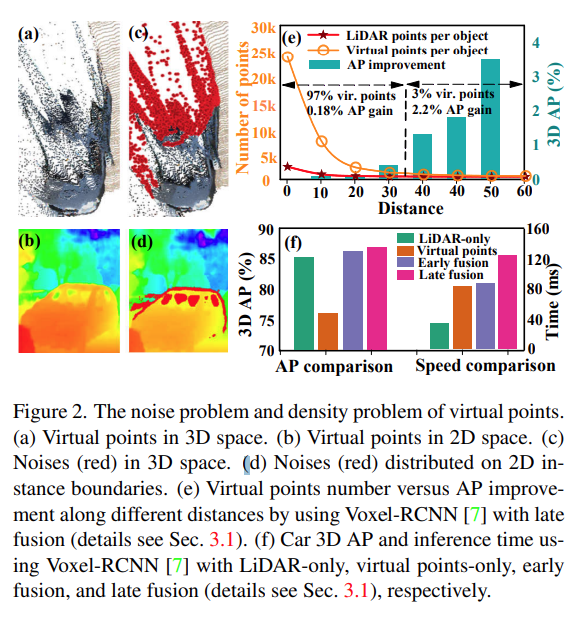 (a)
(c)
(b)
(d)
30k
25k
20k
15k
10k
5k
0
Number of points
(e)
LiDAR points per object
Virtual points per object
AP improvement
97% vir. points
0.18% AP gain
3% vir. points
2.2% AP gain
4
3
2
1
0
3D AP (%)
0 10 20 30 40 50 60
Distance
90
85
80
75
70
3D AP (%)
(f)
LiDAR-only
Virtual points
Early fusion
Late fusion
160
120
80
40
0
Time (ms)
AP comparison Speed comparison
Figure 2. The noise problem and density problem of virtual points.
(a) Virtual points in 3D space. (b) Virtual points in 2D space. (c)
Noises (red) in 3D space. (d) Noises (red) distributed on 2D in-
stance boundaries. (e) Virtual points number versus AP improve-
ment along different distances by using Voxel-RCNN [7] with late
fusion (details see Sec. 3.1). (f) Car 3D AP and inference time us-
ing Voxel-RCNN [7] with LiDAR-only, virtual points-only, early
fusion, and late fusion (details see Sec. 3.1), respectively.